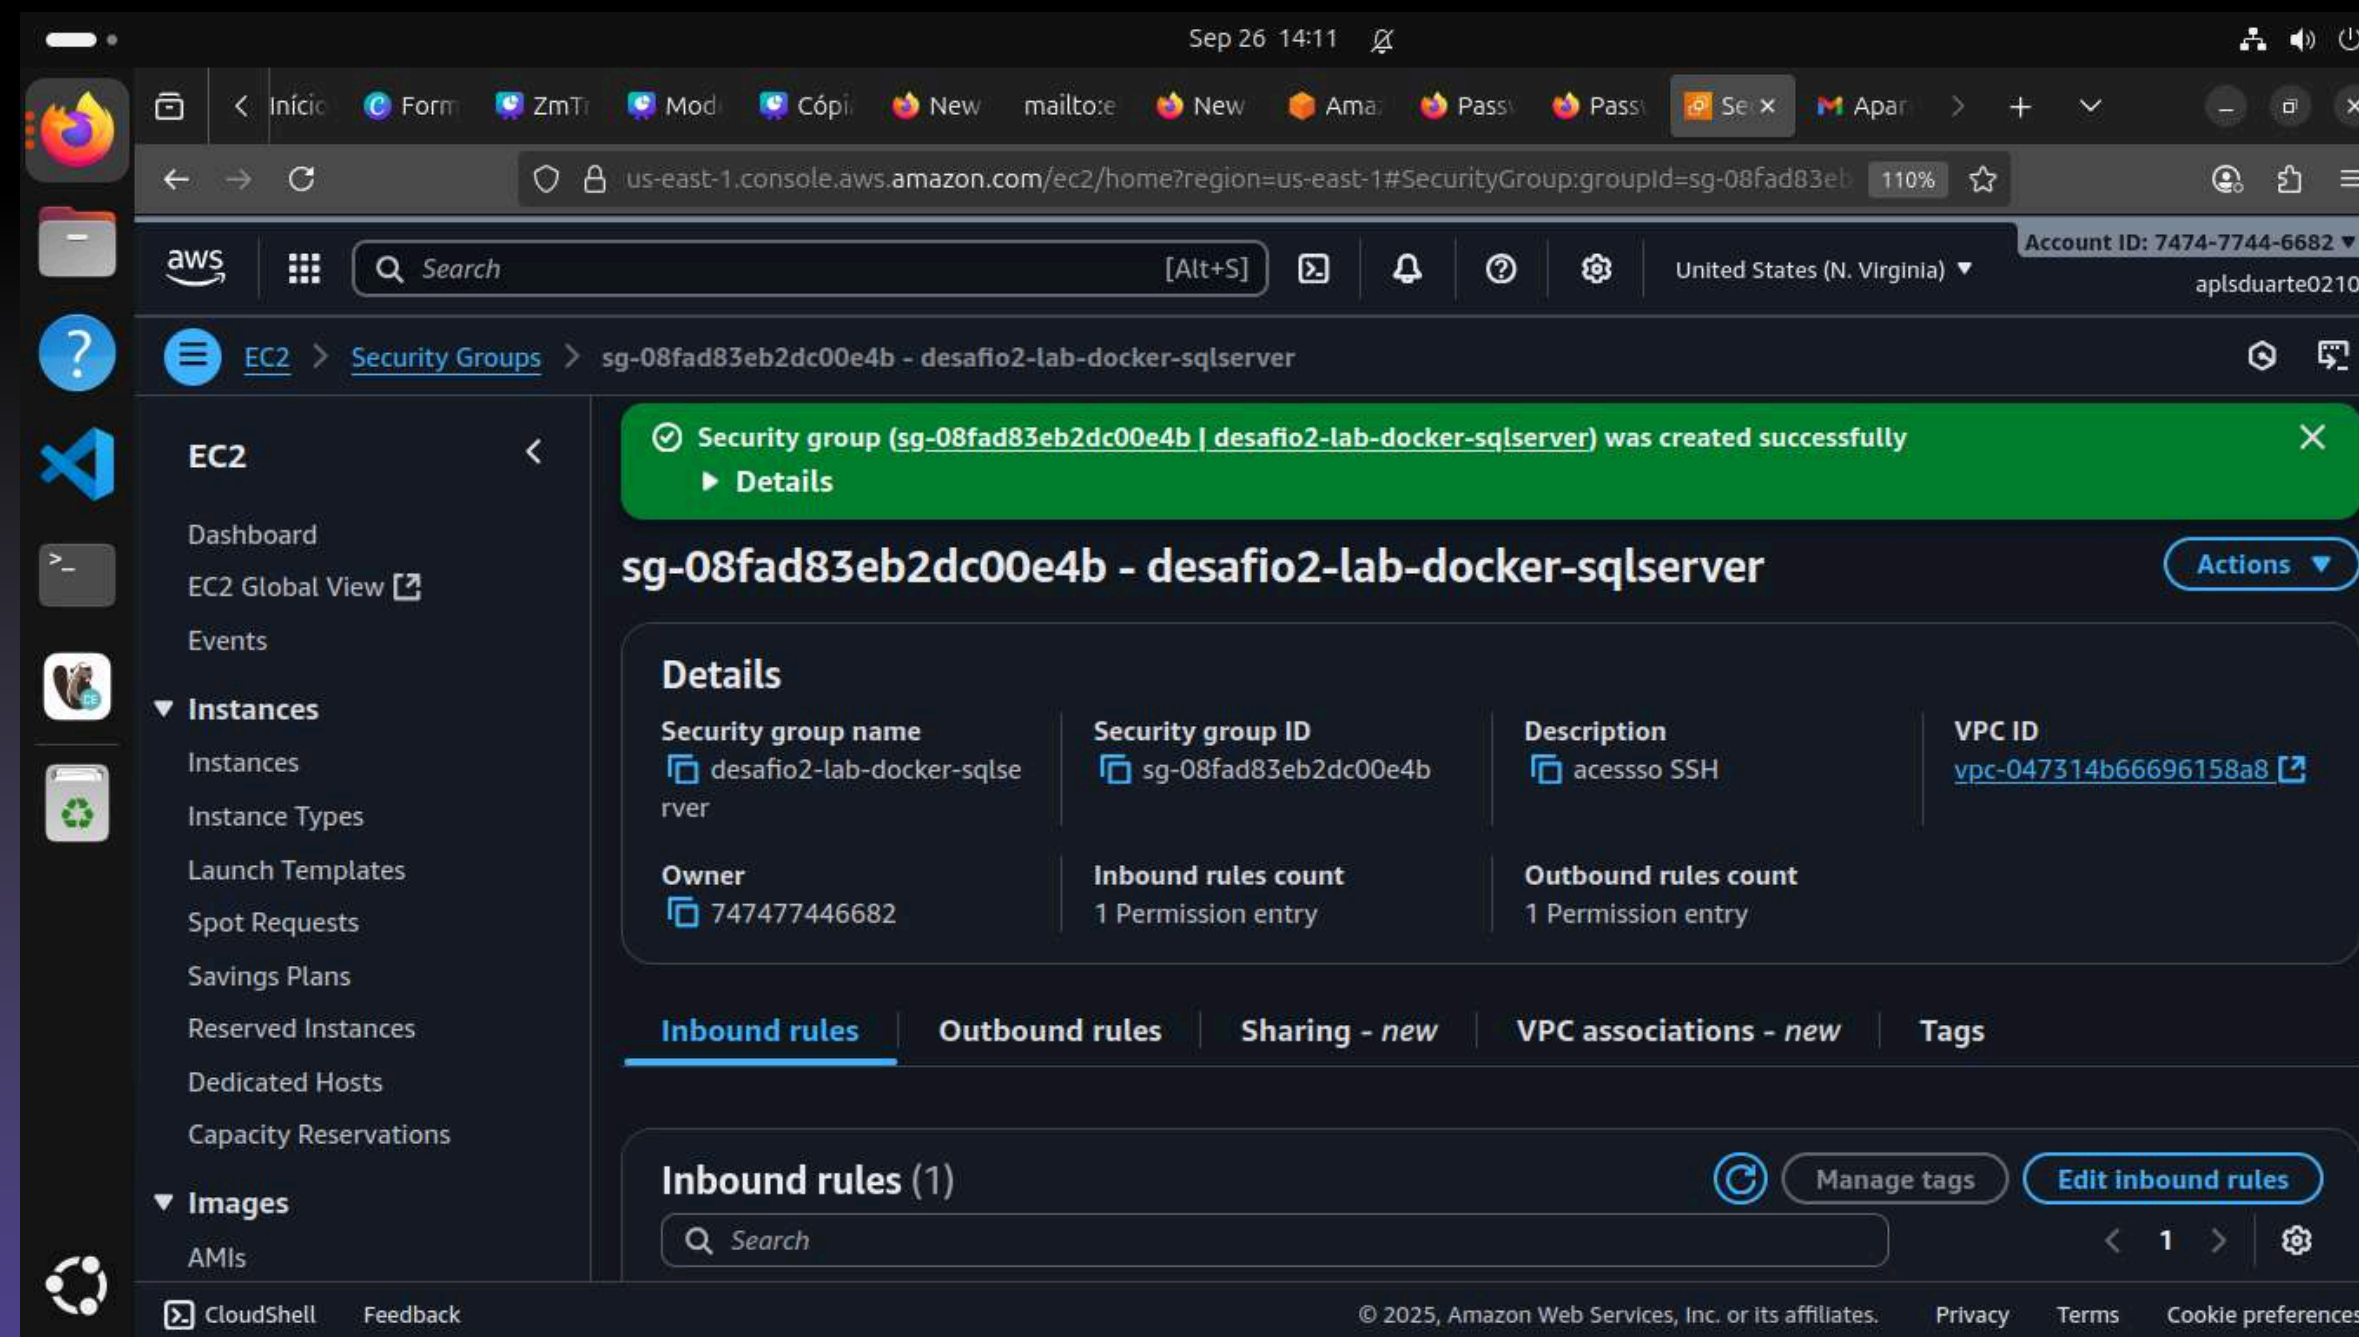 Sep 26 14:11
Início
Form
ZmTr
Mod
Cópi
New
mailto:e
New
Ama
Pass
Pass
Se
Apar
us-east-1.console.aws.amazon.com/ec2/home?region=us-east-1#SecurityGroup:groupId=sg-08fad83eb
110%
aws
Search
[Alt+S]
United States (N. Virginia)
Account ID: 7474-7744-6682
aplsduarte0210
EC2 > Security Groups > sg-08fad83eb2dc00e4b - desafio2-lab-docker-sqlserver
EC2
Dashboard
EC2 Global View
Events
Instances
Instances
Instance Types
Launch Templates
Spot Requests
Savings Plans
Reserved Instances
Dedicated Hosts
Capacity Reservations
Images
AMIs
Security group (sg-08fad83eb2dc00e4b | desafio2-lab-docker-sqlserver) was created successfully
Details
sg-08fad83eb2dc00e4b - desafio2-lab-docker-sqlserver
Actions
Details
Security group name
desafio2-lab-docker-sqlse
rver
Security group ID
sg-08fad83eb2dc00e4b
Description
acessso SSH
VPC ID
vpc-047314b66696158a8
Owner
747477446682
Inbound rules count
1 Permission entry
Outbound rules count
1 Permission entry
Inbound rules
Outbound rules
Sharing - new
VPC associations - new
Tags
Inbound rules (1)
Manage tags
Edit inbound rules
Search
1
CloudShell
Feedback
© 2025, Amazon Web Services, Inc. or its affiliates.
Privacy
Terms
Cookie preferences